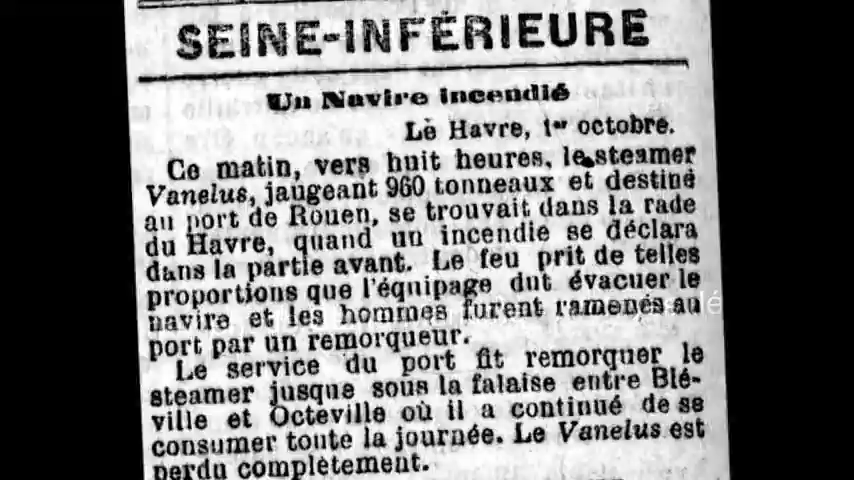 SEINE-INFÉRIEURE
Un Navire incendié
Le Havre, 1er octobre.
Ce matin, vers huit heures, le steamer
Vanelus, jaugeant 960 tonneaux et destiné
au port de Rouen, se trouvait dans la rade
du Havre, quand un incendie se déclara
dans la partie avant. Le feu prit de telles
proportions que l'équipage dut évacuer le
navire et les hommes furent ramenés au
port par un remorqueur.
Le service du port fit remorquer le
steamer jusque sous la falaise entre Blé-
ville et Octeville où il a continué de se
consumer toute la journée. Le Vanelus est
perdu complètement.